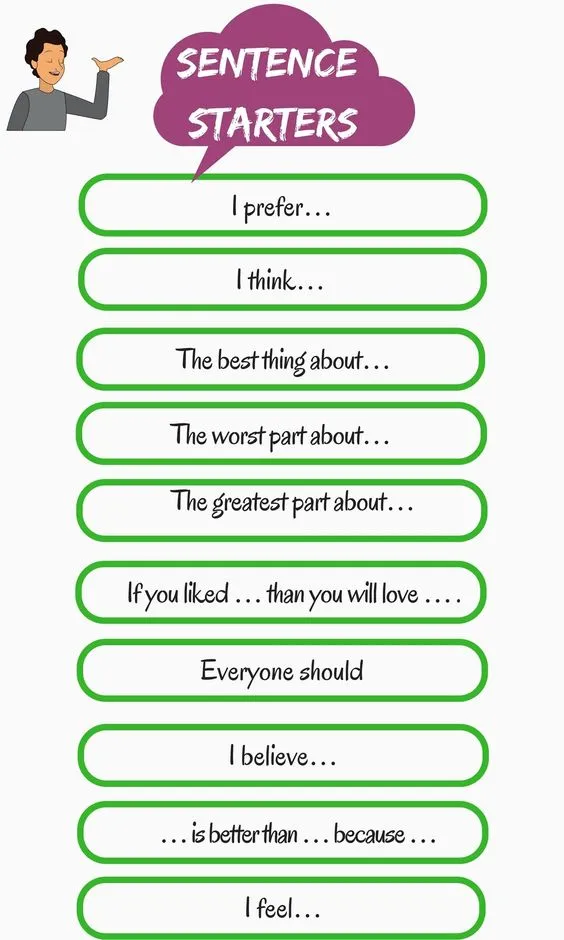 SENTENCE
STARTERS
I prefer...
I think...
The best thing about...
The worst part about...
The greatest part about...
If you liked ... than you will love ....
Everyone should
I believe...
... is better than ... because ...
I feel...